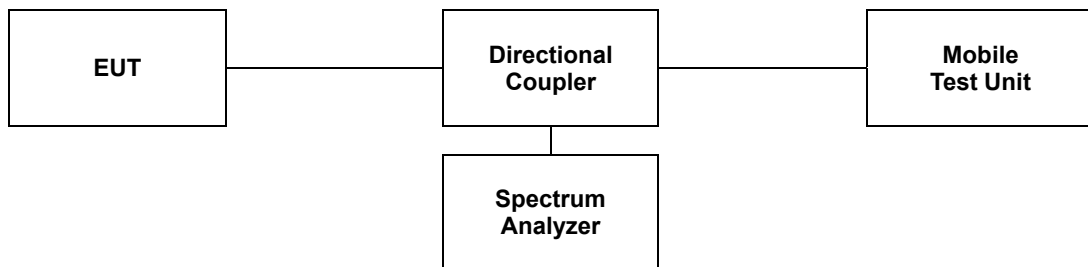 EUT
Directional
Coupler
Mobile
Test Unit
Spectrum
Analyzer